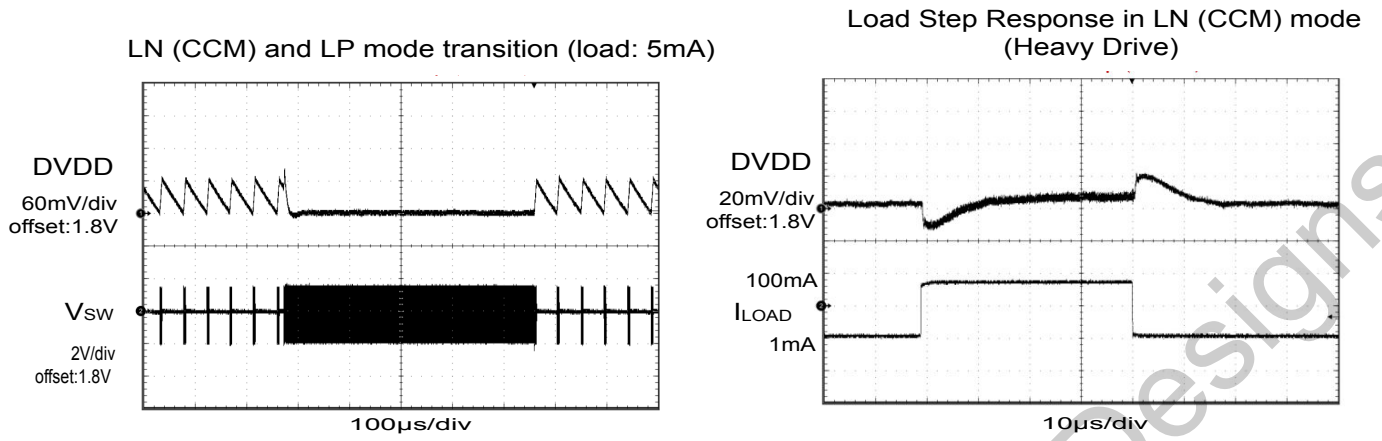 LN (CCM) and LP mode transition (load: 5mA)
DVDD
60mV/div
offset:1.8V
VSW
2V/div
offset:1.8V
100µs/div
Load Step Response in LN (CCM) mode
(Heavy Drive)
DVDD
20mV/div
offset:1.8V
100mA
ILOAD
1mA
10µs/div
Designs